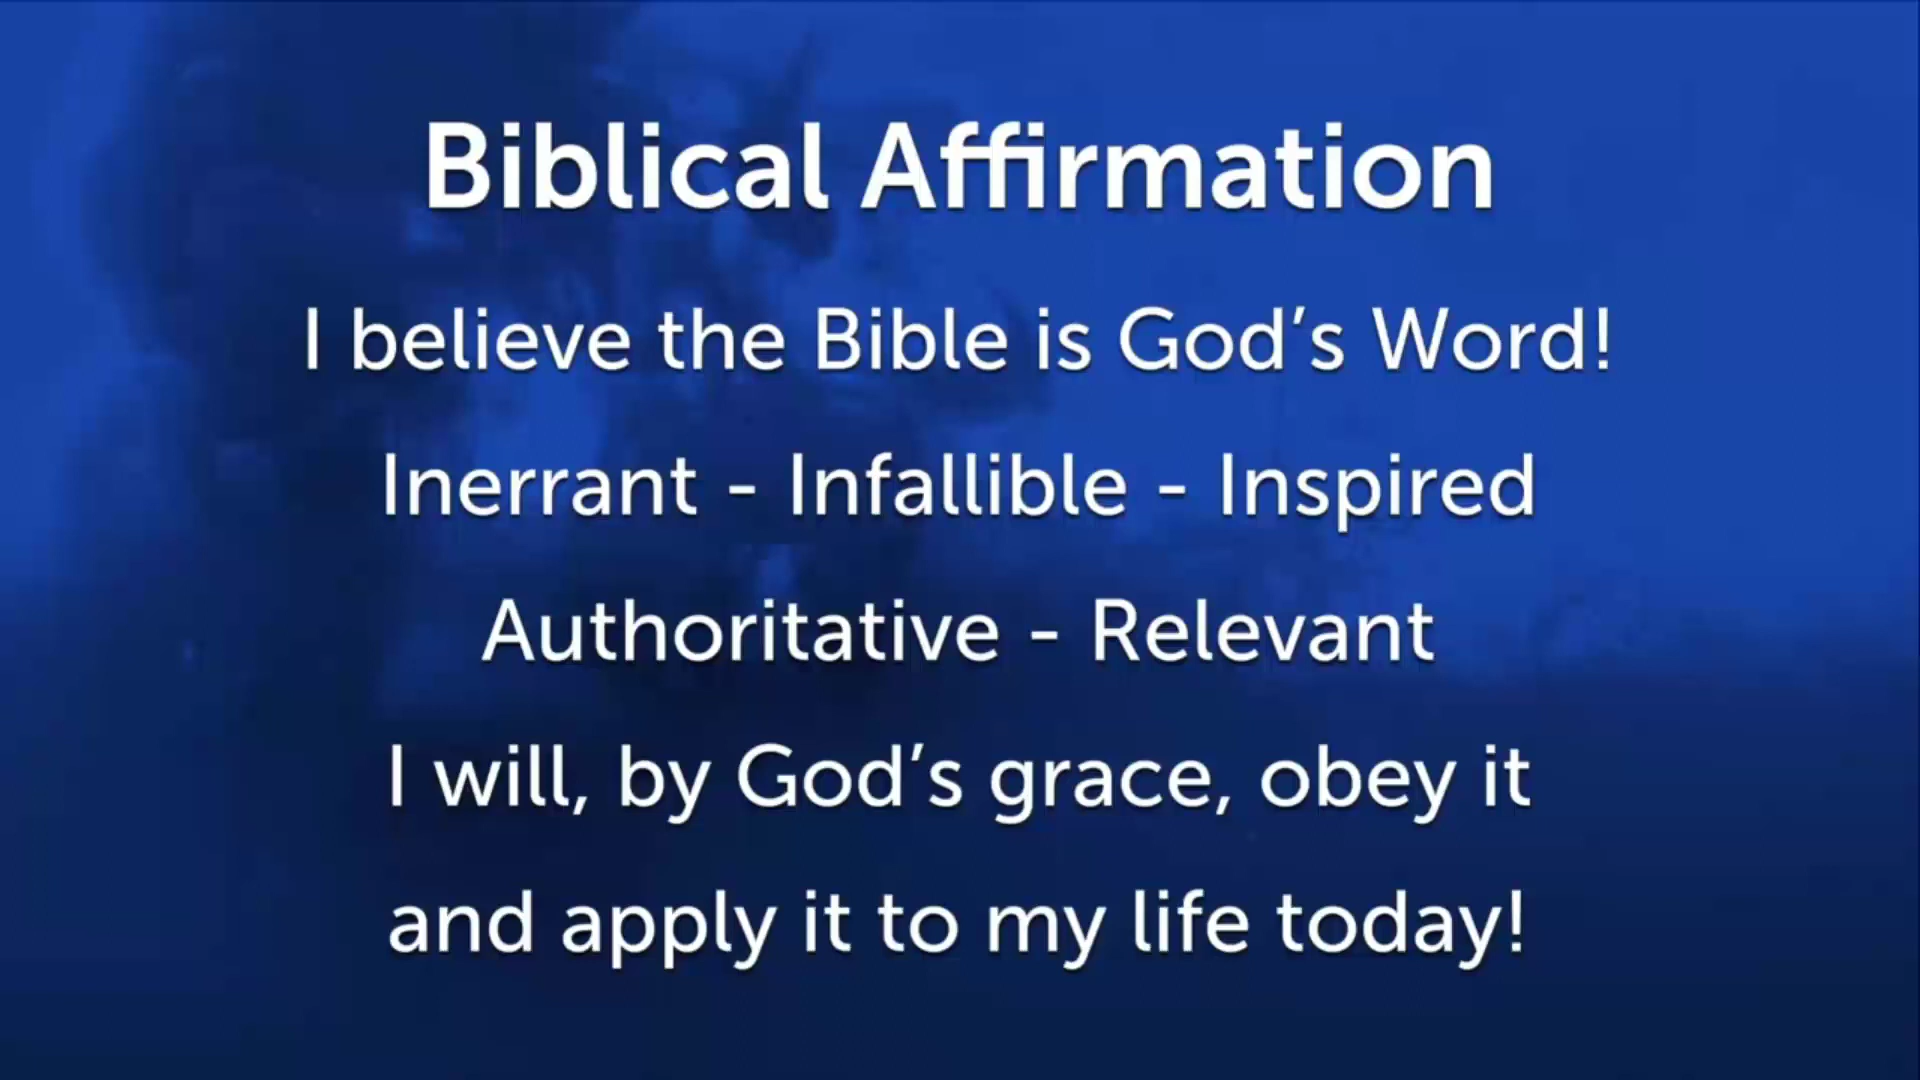 Biblical Affirmation
I believe the Bible is God’s Word!
Inerrant - Infallible - Inspired
Authoritative - Relevant
I will, by God’s grace, obey it
and apply it to my life today!